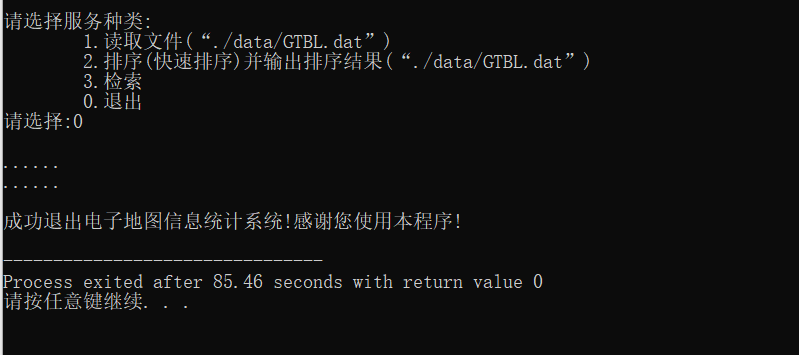 请选择服务种类:
1.读取文件(“./data/GTBL.dat”)
2.排序(快速排序)并输出排序结果(“./data/GTBL.dat”)
3.检索
0.退出
请选择:0
......
......
成功退出电子地图信息统计系统!感谢您使用本程序!
--------------------------------
Process exited after 85.46 seconds with return value 0
请按任意键继续. . .